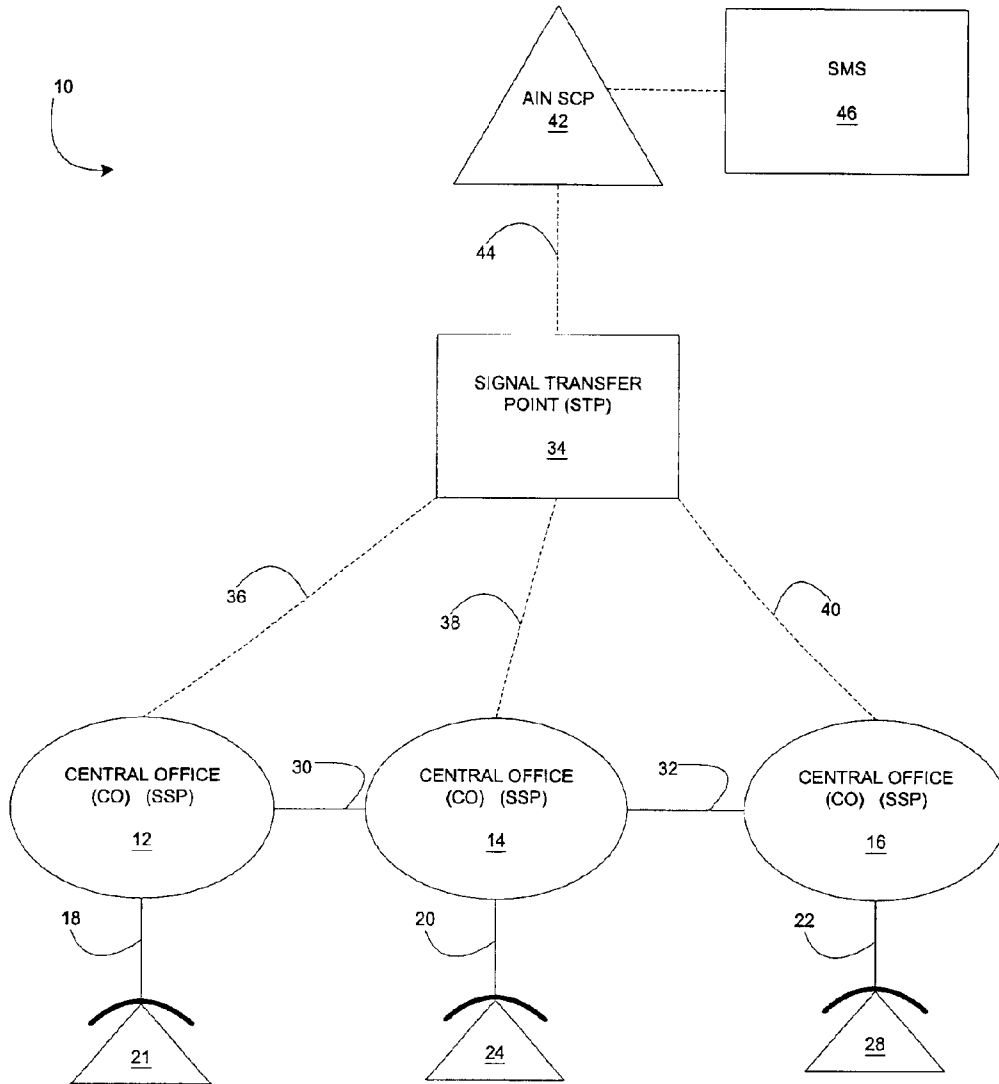 10
AIN SCP
42
SMS
46
44
SIGNAL TRANSFER
POINT (STP)
34
36
38
40
CENTRAL OFFICE
(CO) (SSP)
12
30
CENTRAL OFFICE
(CO) (SSP)
14
32
CENTRAL OFFICE
(CO) (SSP)
16
18
20
22
21
24
28